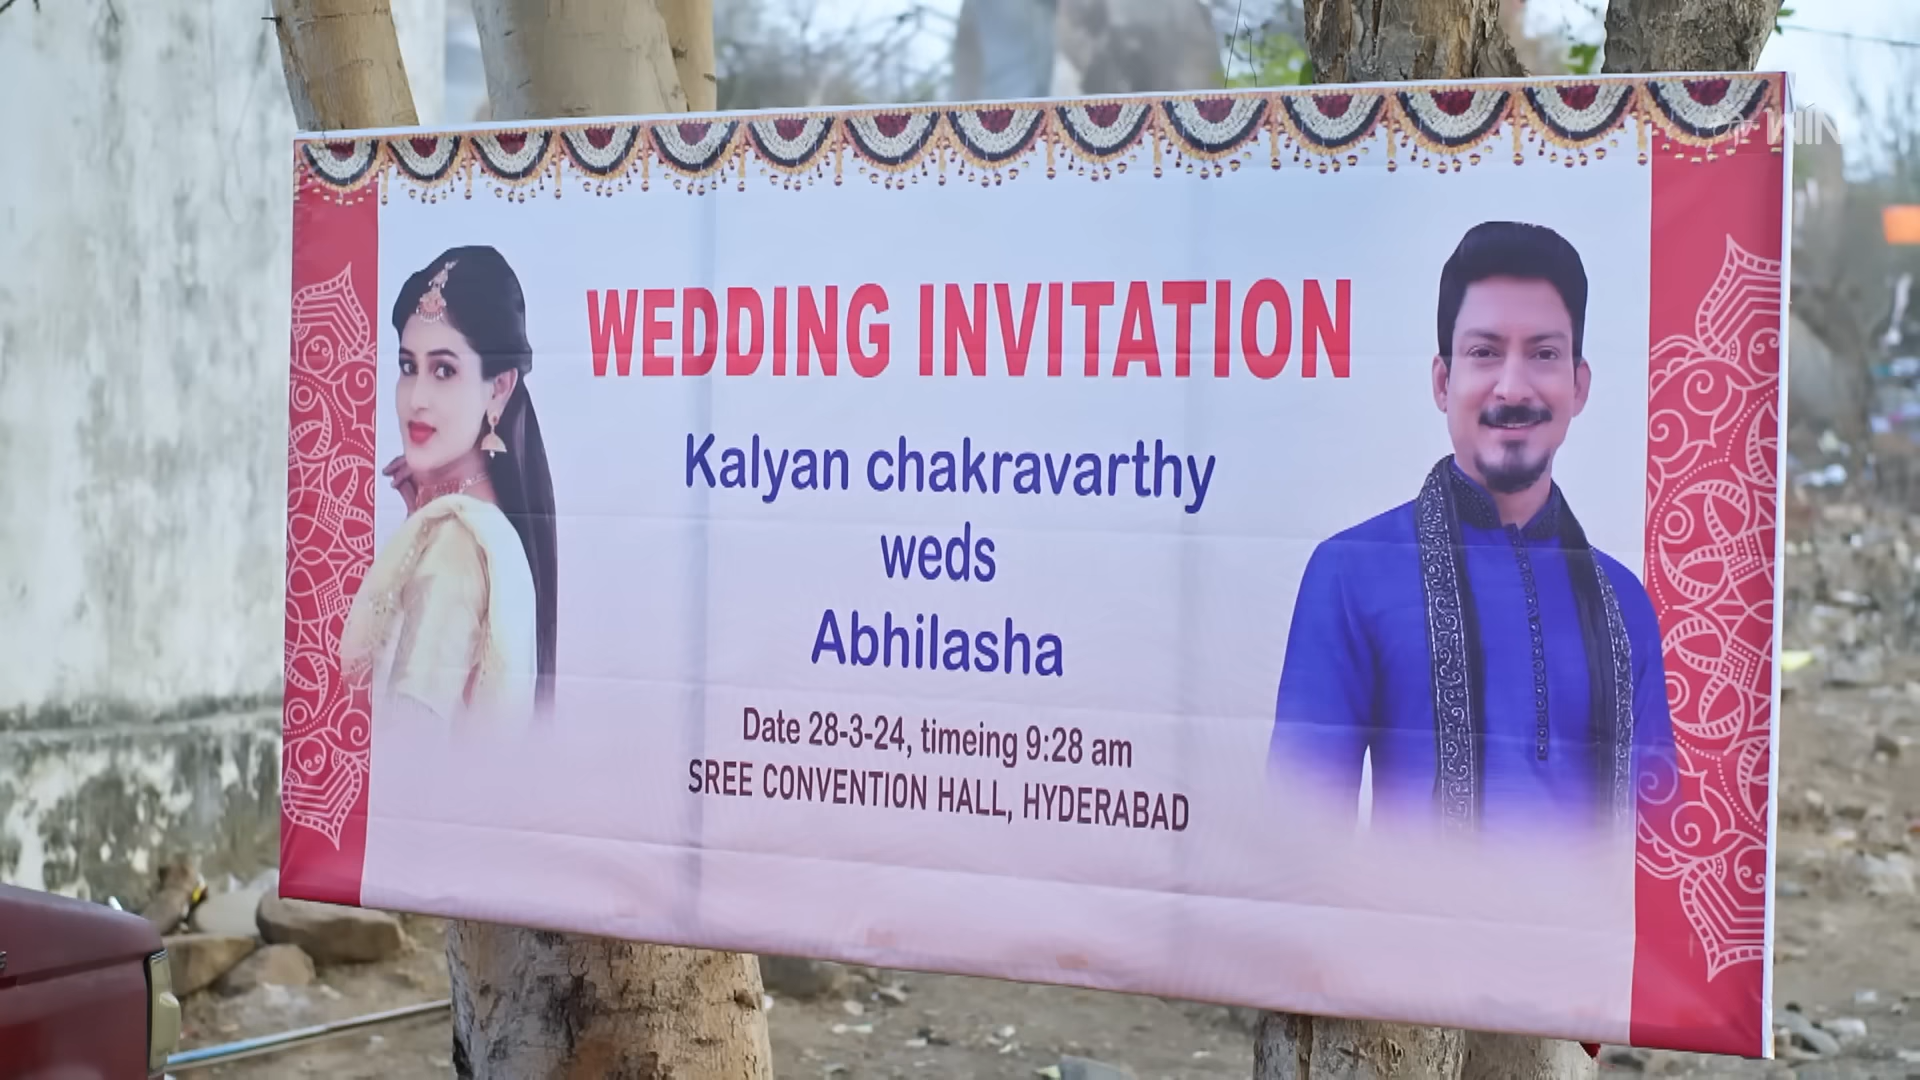 WEDDING INVITATION
Kalyan chakravarthy
weds
Abhilasha
Date 28-3-24, timeing 9:28 am
SREE CONVENTION HALL, HYDERABAD